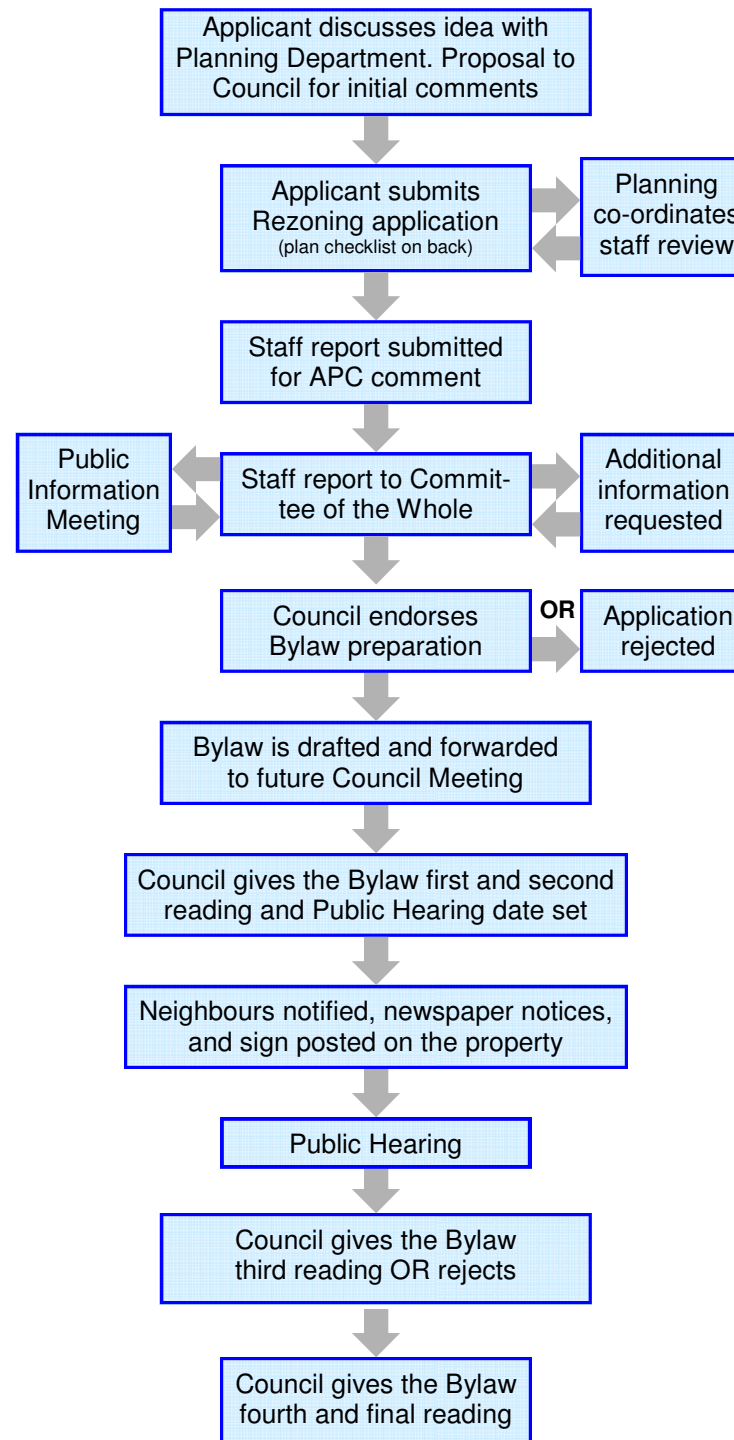 Applicant discusses idea with
Planning Department. Proposal to
Council for initial comments
Applicant submits
Rezoning application
(plan checklist on back)
Planning
co-ordinates
staff review
Staff report submitted
for APC comment
Public
Information
Meeting
Staff report to Commit-
tee of the Whole
Additional
information
requested
Council endorses
Bylaw preparation
OR
Application
rejected
Bylaw is drafted and forwarded
to future Council Meeting
Council gives the Bylaw first and second
reading and Public Hearing date set
Neighbours notified, newspaper notices,
and sign posted on the property
Public Hearing
Council gives the Bylaw
third reading OR rejects
Council gives the Bylaw
fourth and final reading